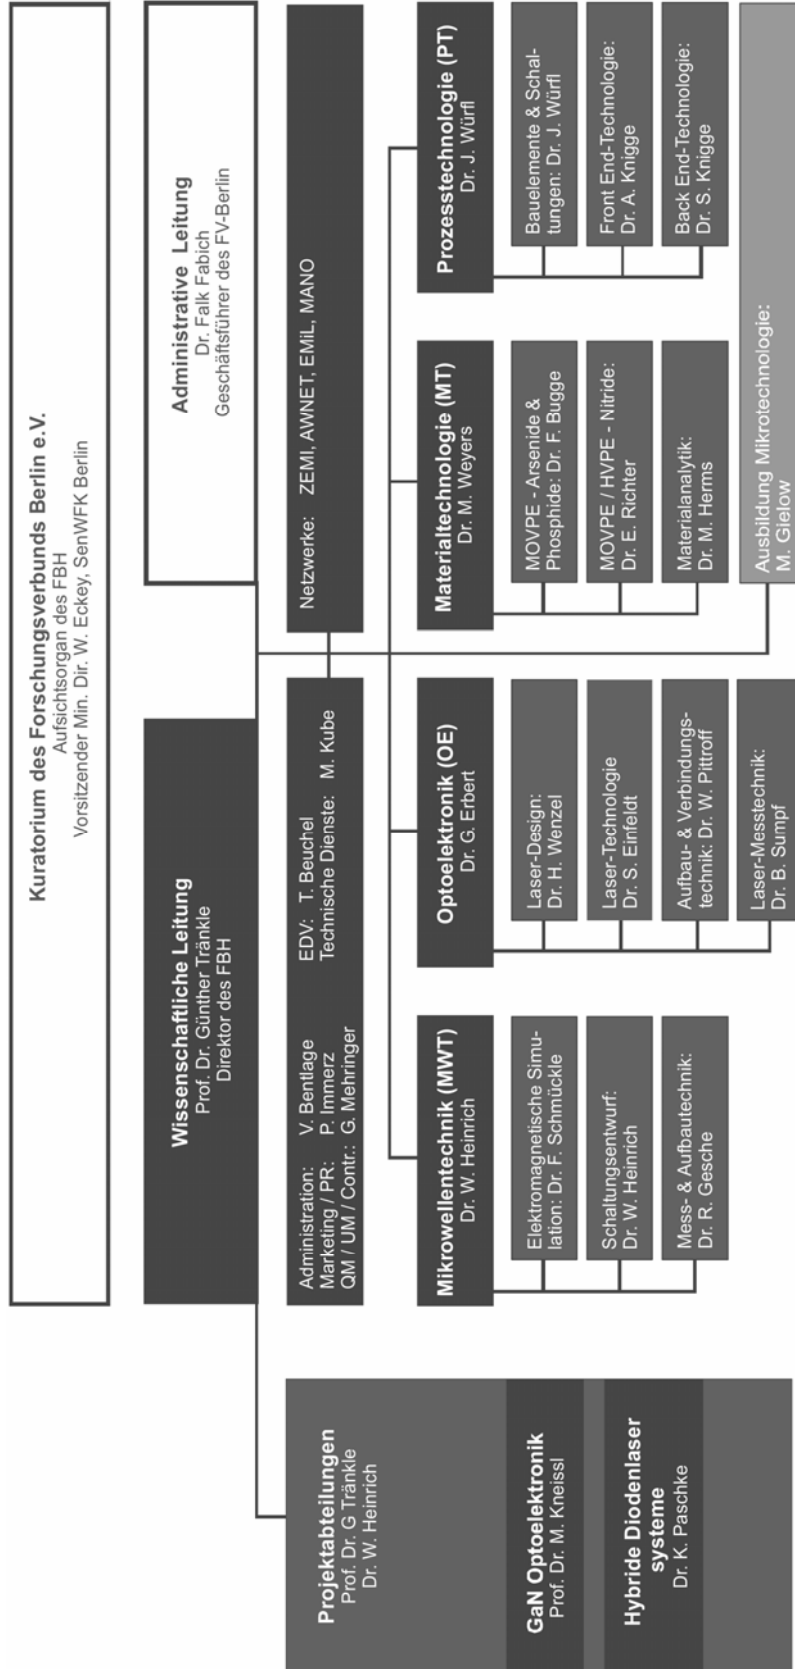 Kuratorium des Forschungsverbunds Berlin e.V.
Aufsichtsorgan des FBH
Vorsitzender Min. Dir. W. Eckey, SenWFK Berlin
Wissenschaftliche Leitung
Prof. Dr. Günther Tränkle
Direktor des FBH
Administrative Leitung
Dr. Falk Fabich
Geschäftsführer des FV-Berlin
Administration: V. Bentlage
Marketing / PR: P. Immerz
QM / UM / Contr.: G. Mehringer
EDV: T. Beuchel
Technische Dienste: M. Kube
Netzwerke: ZEMI, AWNET, EMiL, MANO
Projektabteilungen
Prof. Dr. G Tränkle
Dr. W. Heinrich
GaN Optoelektronik
Prof. Dr. M. Kneissl
Hybride Diodenlaser
systeme
Dr. K. Paschke
Mikrowellentechnik (MWT)
Dr. W. Heinrich
Elektromagnetische Simu-
lation: Dr. F. Schmückle
Schaltungsentwurf:
Dr. W. Heinrich
Mess- & Aufbautechnik:
Dr. R. Gesche
Optoelektronik (OE)
Dr. G. Erbert
Laser-Design:
Dr. H. Wenzel
Laser-Technologie
Dr. S. Einfeldt
Aufbau- & Verbindungs-
technik: Dr. W. Pittroff
Laser-Messtechnik:
Dr. B. Sumpf
Materialtechnologie (MT)
Dr. M. Weyers
MOVPE - Arsenide &
Phosphide: Dr. F. Bugge
MOVPE / HVPE - Nitride:
Dr. E. Richter
Materialanalytik:
Dr. M. Herms
Prozesstechnologie (PT)
Dr. J. Würfl
Bauelemente & Schal-
tungen: Dr. J. Würfl
Front End-Technologie:
Dr. A. Knigge
Back End-Technologie:
Dr. S. Knigge
Ausbildung Mikrotechnologie:
M. Gielow